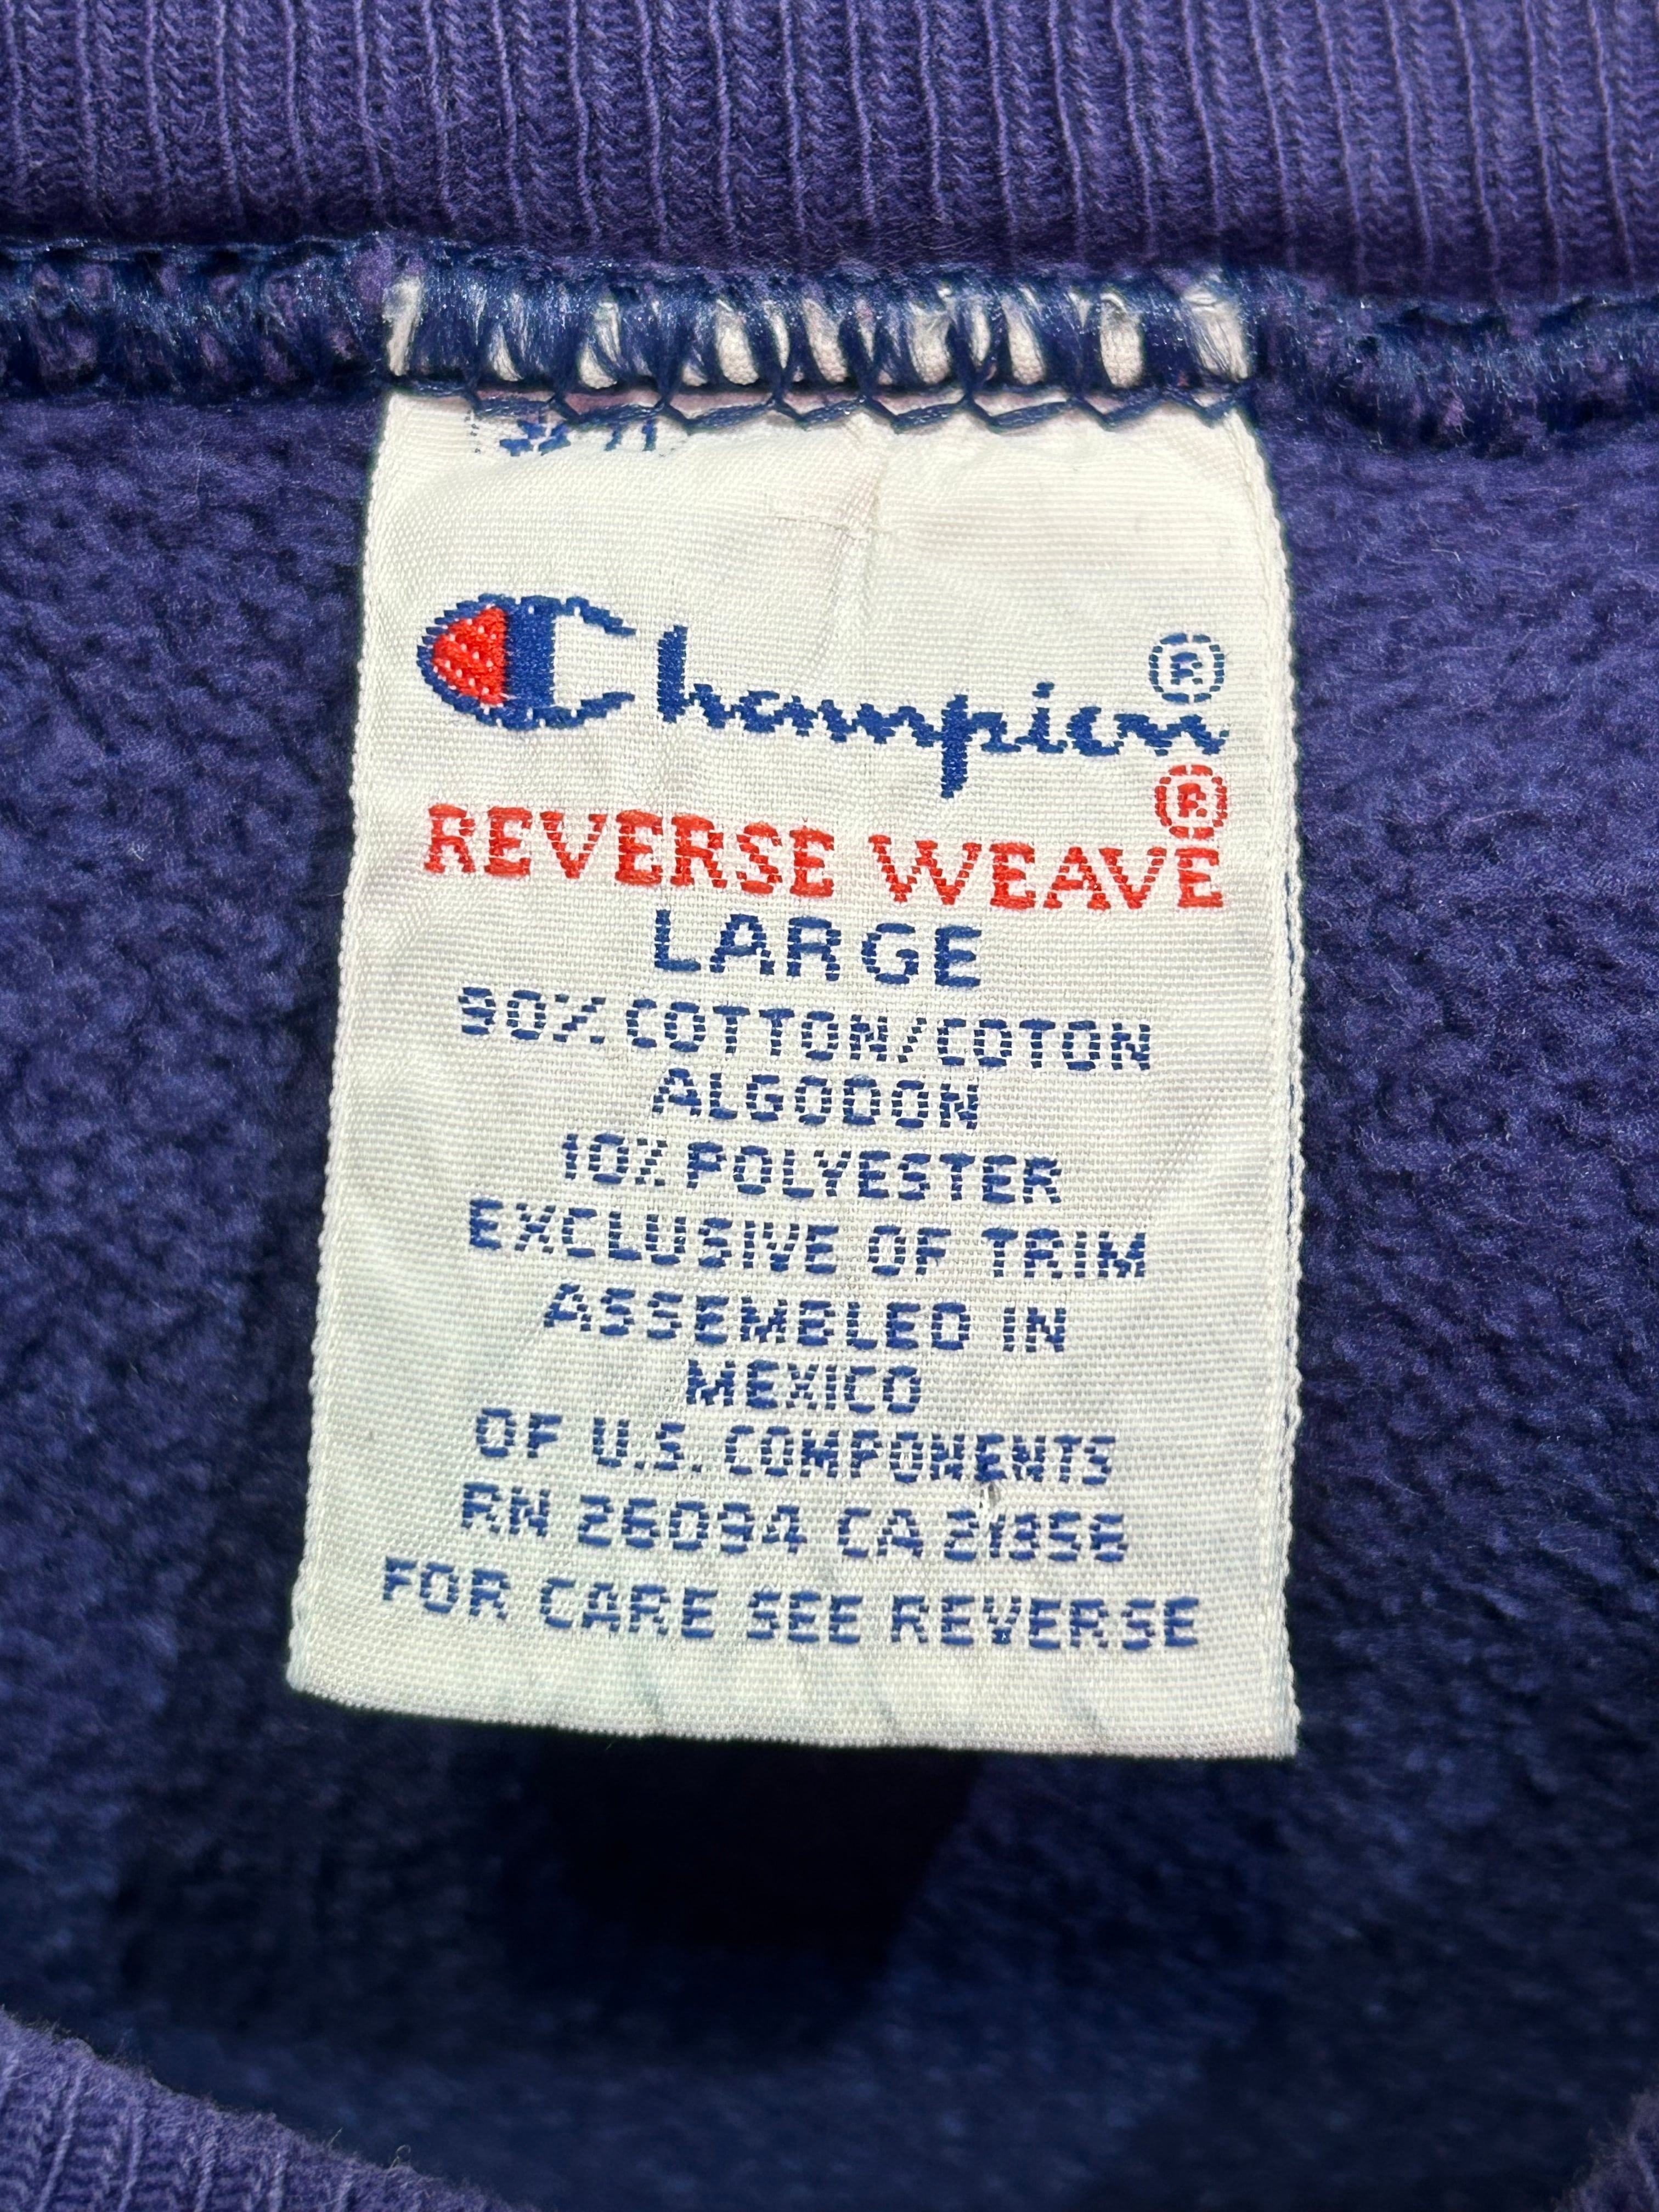 Champion®
REVERSE WEAVE®
LARGE
90% COTTON/COTON
ALGODON
10% POLYESTER
EXCLUSIVE OF TRIM
ASSEMBLED IN
MEXICO
OF U.S. COMPONENTS
RN 26094 CA 21356
FOR CARE SEE REVERSE